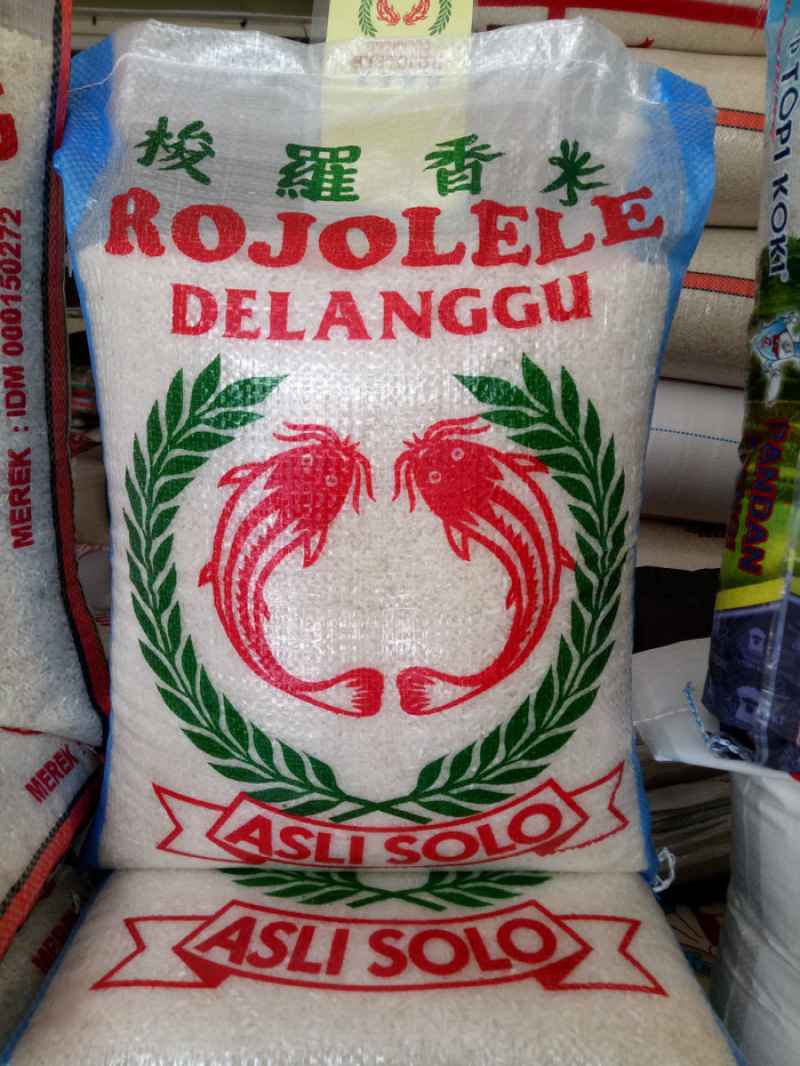 梭羅香米
ROJOLELE
DELANGGU
ASLI SOLO
ASLI SOLO
MEREK : IDM 000150272
MEREK
TOPI KOKI
PANDAN